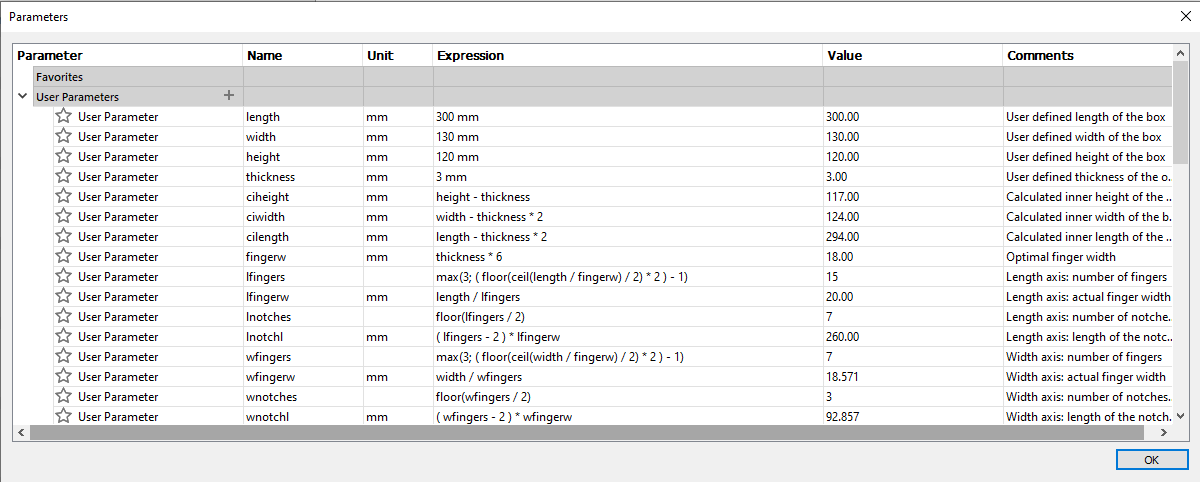 Parameters
Parameter Name Unit Expression Value Comments
Favorites
User Parameters +
User Parameter length mm 300 mm 300.00 User defined length of the box
User Parameter width mm 130 mm 130.00 User defined width of the box
User Parameter height mm 120 mm 120.00 User defined height of the box
User Parameter thickness mm 3 mm 3.00 User defined thickness of the o...
User Parameter ciheight mm height - thickness 117.00 Calculated inner height of the ...
User Parameter ciwidth mm width - thickness * 2 124.00 Calculated inner width of the b...
User Parameter cilength mm length - thickness * 2 294.00 Calculated inner length of the ...
User Parameter fingerw mm thickness * 6 18.00 Optimal finger width
User Parameter lfingers max(3; ( floor(ceil(length / fingerw) / 2) * 2 ) - 1) 15 Length axis: number of fingers
User Parameter lfingerw mm length / lfingers 20.00 Length axis: actual finger width
User Parameter lnotches floor(lfingers / 2) 7 Length axis: number of notche...
User Parameter lnotchl mm ( lfingers - 2 ) * lfingerw 260.00 Length axis: length of the notc...
User Parameter wfingers max(3; ( floor(ceil(width / fingerw) / 2) * 2 ) - 1) 7 Width axis: number of fingers
User Parameter wfingerw mm width / wfingers 18.571 Width axis: actual finger width
User Parameter wnotches floor(wfingers / 2) 3 Width axis: number of notches...
User Parameter wnotchl mm ( wfingers - 2 ) * wfingerw 92.857 Width axis: length of the notch...
OK